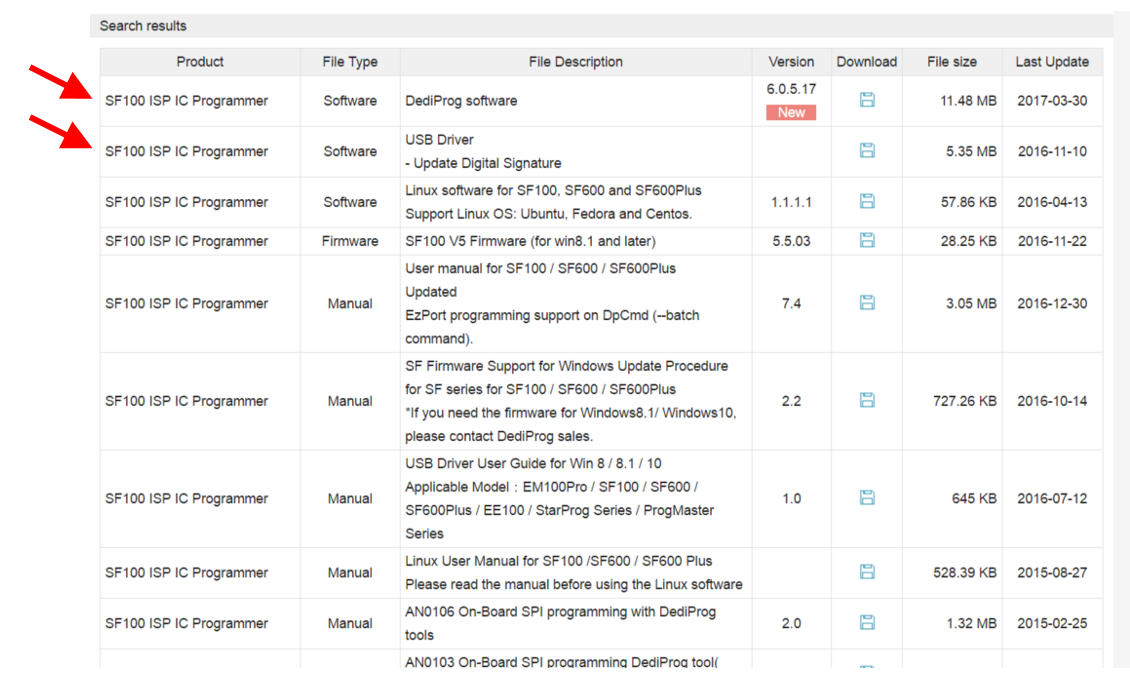 Search results
Product File Type File Description Version Download File size Last Update
SF100 ISP IC Programmer Software DediProg software 6.0.5.17 New 11.48 MB 2017-03-30
SF100 ISP IC Programmer Software USB Driver
- Update Digital Signature 5.35 MB 2016-11-10
SF100 ISP IC Programmer Software Linux software for SF100, SF600 and SF600Plus
Support Linux OS: Ubuntu, Fedora and Centos. 1.1.1.1 57.86 KB 2016-04-13
SF100 ISP IC Programmer Firmware SF100 V5 Firmware (for win8.1 and later) 5.5.03 28.25 KB 2016-11-22
SF100 ISP IC Programmer Manual User manual for SF100 / SF600 / SF600Plus
Updated
EzPort programming support on DpCmd (--batch
command). 7.4 3.05 MB 2016-12-30
SF100 ISP IC Programmer Manual SF Firmware Support for Windows Update Procedure
for SF series for SF100 / SF600 / SF600Plus
*If you need the firmware for Windows8.1/ Windows10,
please contact DediProg sales. 2.2 727.26 KB 2016-10-14
SF100 ISP IC Programmer Manual USB Driver User Guide for Win 8 / 8.1 / 10
Applicable Model : EM100Pro / SF100 / SF600 /
SF600Plus / EE100 / StarProg Series / ProgMaster
Series 1.0 645 KB 2016-07-12
SF100 ISP IC Programmer Manual Linux User Manual for SF100 /SF600 / SF600 Plus
Please read the manual before using the Linux software 528.39 KB 2015-08-27
SF100 ISP IC Programmer Manual AN0106 On-Board SPI programming with DediProg
tools 2.0 1.32 MB 2015-02-25
AN0103 On-Board SPI programming DediProg tool(